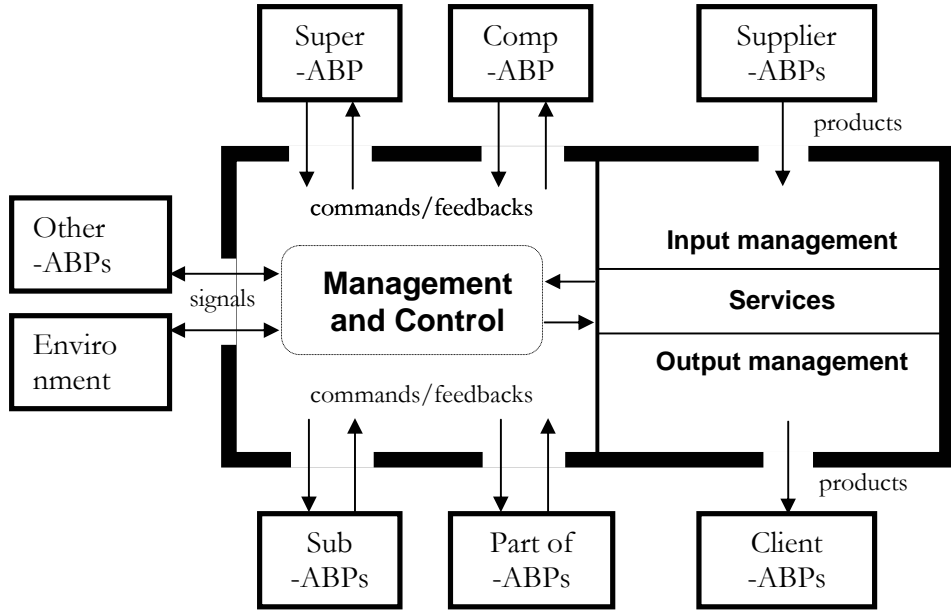 Super
-ABP
Comp
-ABP
Supplier
-ABPs
products
commands/feedbacks
Other
-ABPs
signals
Enviro
nment
Management
and Control
Input management
Services
Output management
commands/feedbacks
products
Sub
-ABPs
Part of
-ABPs
Client
-ABPs